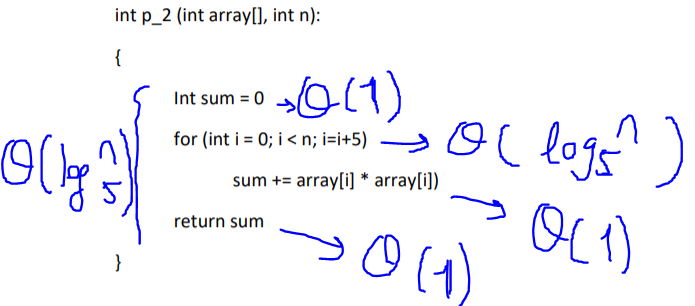 int p_2 (int array[], int n):
{
Int sum = 0 → Θ(1)
for (int i = 0; i < n; i=i+5) → Θ( log₅ n )
sum += array[i] * array[i]) → Θ(1)
return sum → Θ(1)
}
Θ(log₅ n)